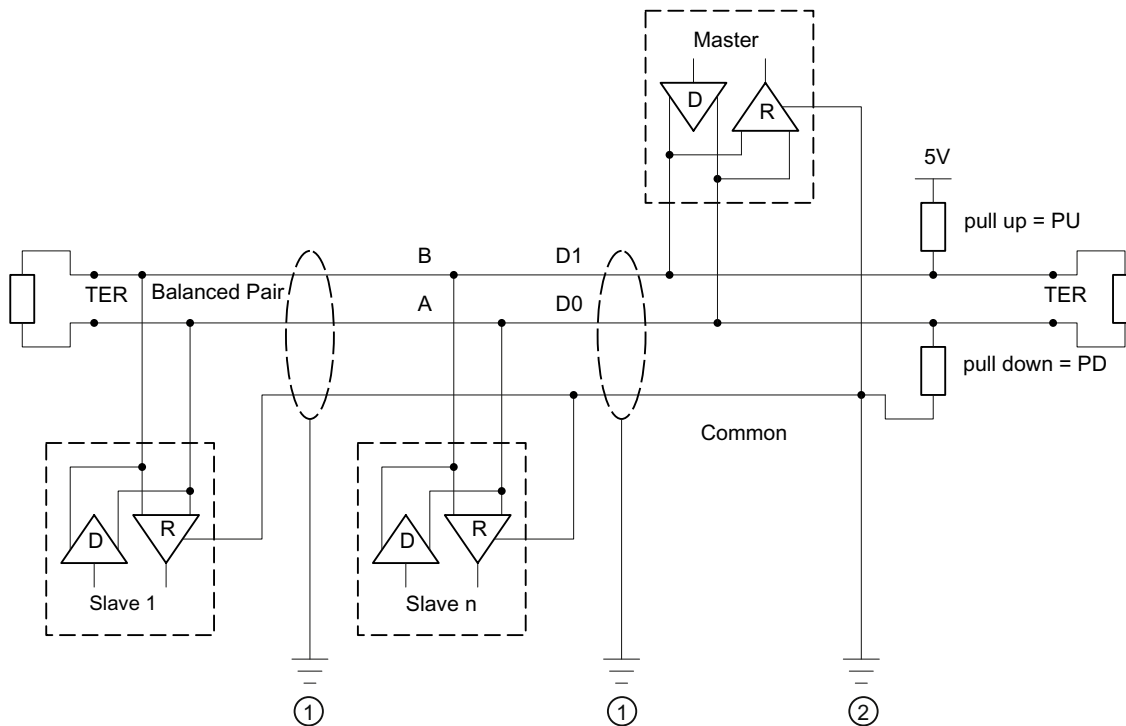 Master
D
R
5V
pull up = PU
B
D1
TER
Balanced Pair
A
D0
TER
pull down = PD
Common
R
D
Slave 1
R
D
Slave n
1
1
2